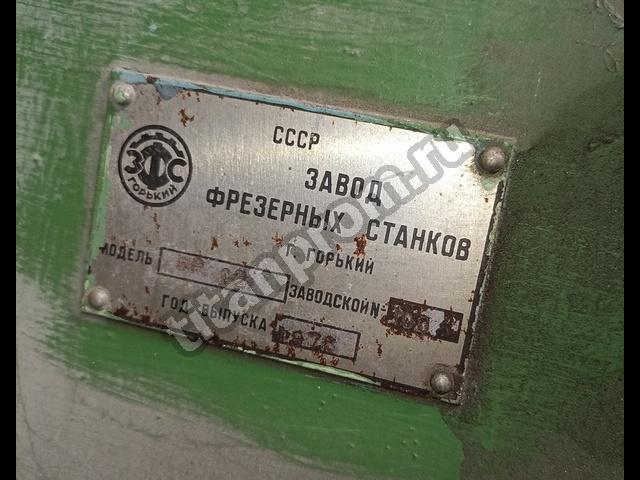 СССР
ЗАВОД
ФРЕЗЕРНЫХ СТАНКОВ
Г. ГОРЬКИЙ
ЗФС
ГОРЬКИЙ
МОДЕЛЬ
ЗАВОДСКОЙ №
ГОД ВЫПУСКА
titanprom.ru